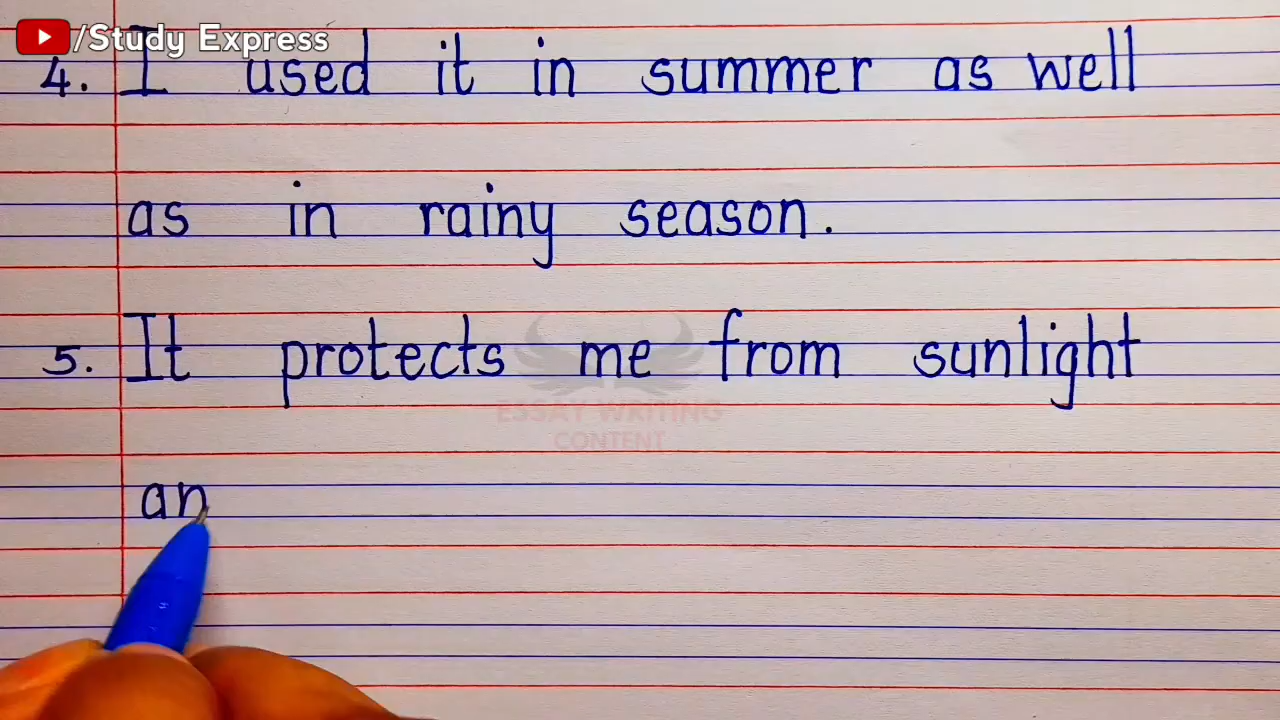 /Study Express
4. I used it in summer as well
as in rainy season.
5. It protects me from sunlight
ESSAY WRITING
CONTENT
an